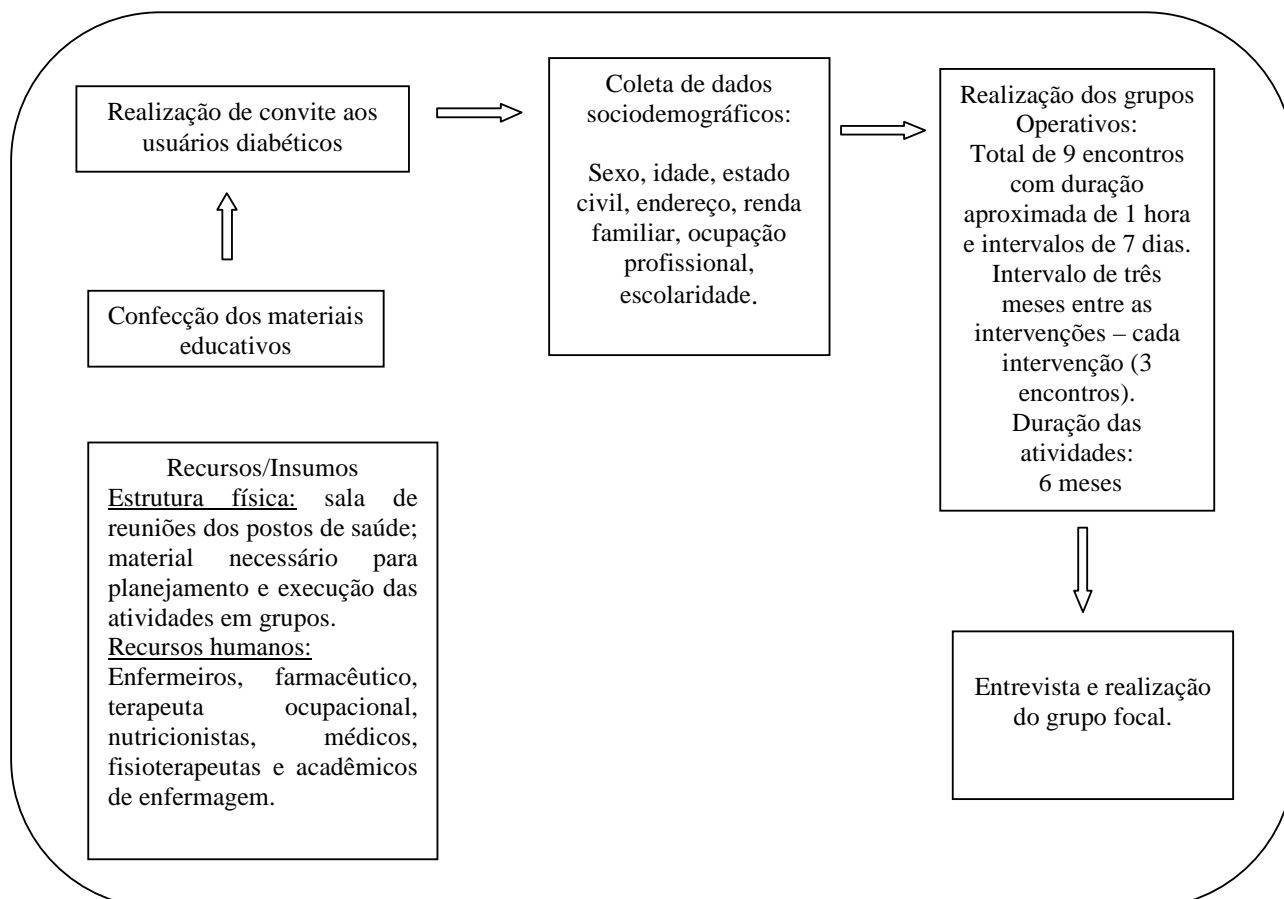 Realização de convite aos
usuários diabéticos
Confecção dos materiais
educativos
Recursos/Insumos
Estrutura física: sala de
reuniões dos postos de saúde;
material necessário para
planejamento e execução das
atividades em grupos.
Recursos humanos:
Enfermeiros, farmacêutico,
terapeuta ocupacional,
nutricionistas, médicos,
fisioterapeutas e acadêmicos
de enfermagem.
Coleta de dados
sociodemográficos:
Sexo, idade, estado
civil, endereço, renda
familiar, ocupação
profissional,
escolaridade.
Realização dos grupos
Operativos:
Total de 9 encontros
com duração
aproximada de 1 hora
e intervalos de 7 dias.
Intervalo de três
meses entre as
intervenções – cada
intervenção (3
encontros).
Duração das
atividades:
6 meses
Entrevista e realização
do grupo focal.